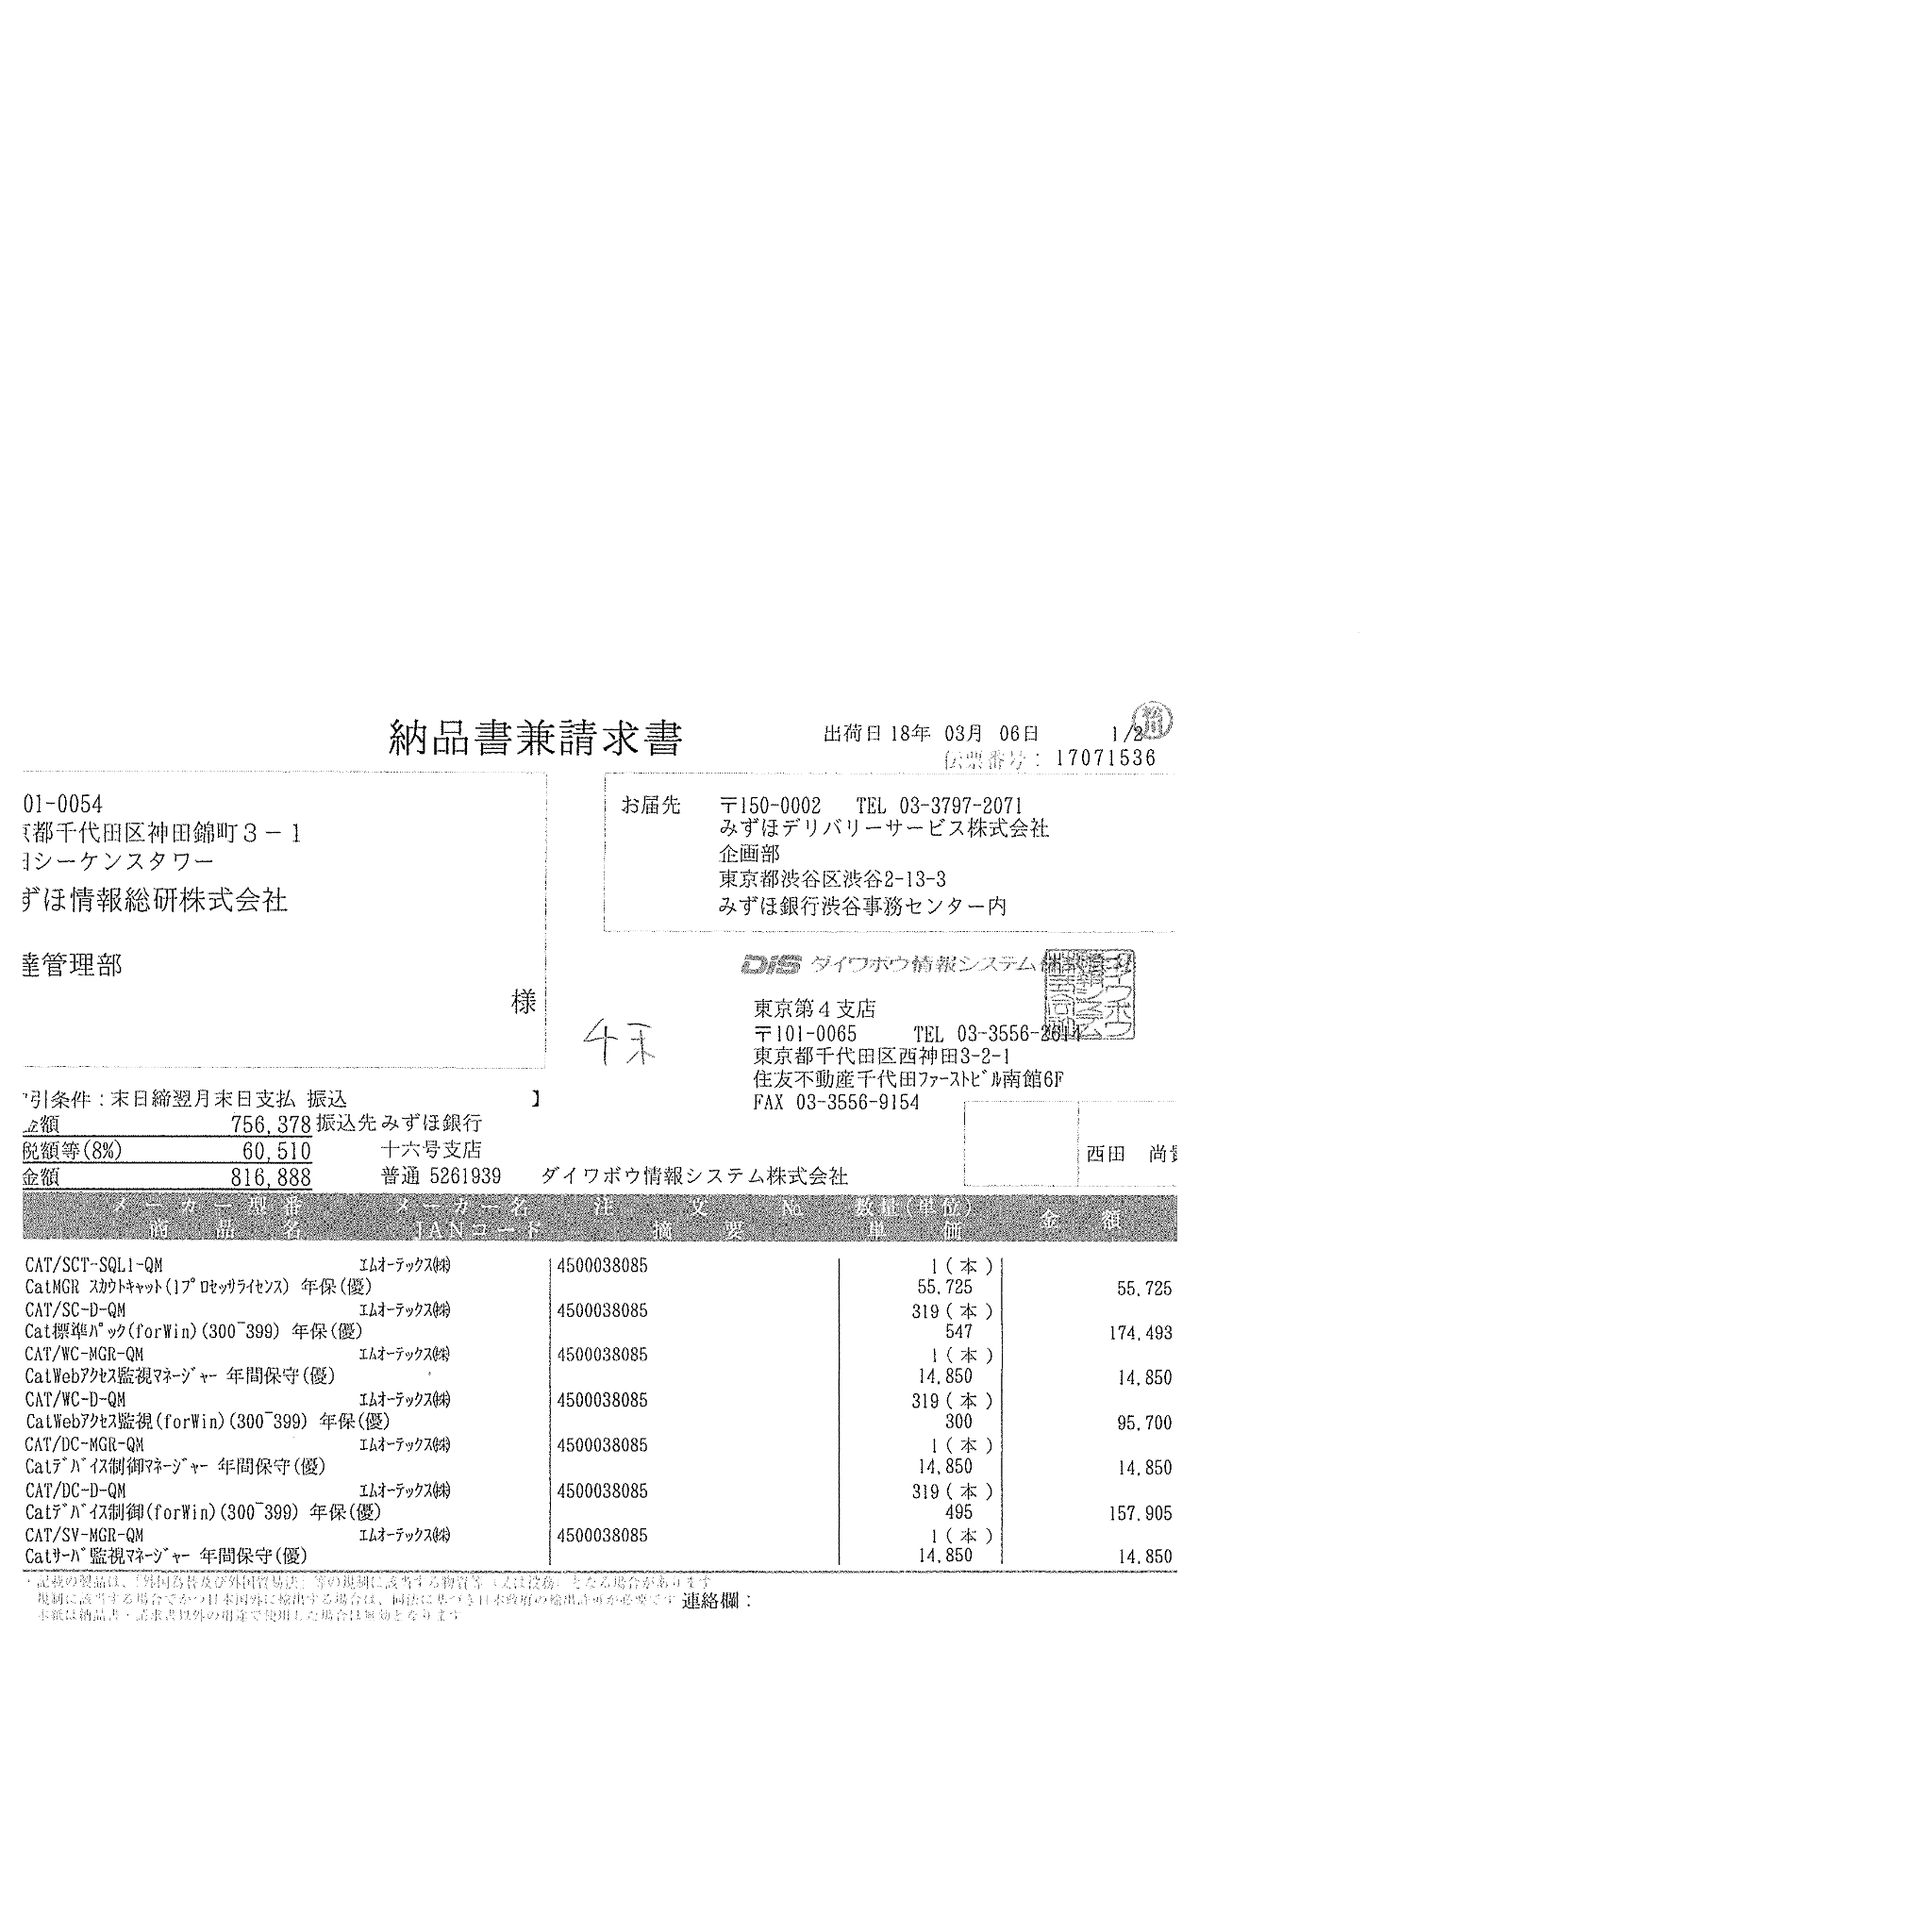 納品書兼請求書
出荷日 18年 03月 06日 1/2
伝票番号: 17071536
01-0054
都千代田区神田錦町3-1
シーケンスタワー
ずほ情報総研株式会社
達管理部
様
お届先 〒150-0002 TEL 03-3797-2071
みずほデリバリーサービス株式会社
企画部
東京都渋谷区渋谷2-13-3
みずほ銀行渋谷事務センター内
DiS ダイワボウ情報システム株式会社
東京第4支店
〒101-0065 TEL 03-3556-2614
東京都千代田区西神田3-2-1
住友不動産千代田ファーストビル南館6F
FAX 03-3556-9154
4末
引条件:末日締翌月末日支払 振込 】
金額 756,378 振込先 みずほ銀行
税額等(8%) 60,510 十六号支店
金額 816,888 普通 5261939 ダイワボウ情報システム株式会社
西田 尚
メーカー型番 メーカー名 注文No. 数量(単位) 金額
商品名 JANコード 摘要 単価
CAT/SCT-SQL1-QM エムオーテックス㈱ 4500038085 1(本)
CatMGR スカウトキャット(1プロセッサライセンス) 年保(優) 55,725 55,725
CAT/SC-D-QM エムオーテックス㈱ 4500038085 319(本)
Cat標準パック(forWin)(300~399) 年保(優) 547 174,493
CAT/WC-MGR-QM エムオーテックス㈱ 4500038085 1(本)
CatWebアクセス監視マネージャー 年間保守(優) 14,850 14,850
CAT/WC-D-QM エムオーテックス㈱ 4500038085 319(本)
CatWebアクセス監視(forWin)(300~399) 年保(優) 300 95,700
CAT/DC-MGR-QM エムオーテックス㈱ 4500038085 1(本)
Catデバイス制御マネージャー 年間保守(優) 14,850 14,850
CAT/DC-D-QM エムオーテックス㈱ 4500038085 319(本)
Catデバイス制御(forWin)(300~399) 年保(優) 495 157,905
CAT/SV-MGR-QM エムオーテックス㈱ 4500038085 1(本)
Catサーバ監視マネージャー 年間保守(優) 14,850 14,850
・記載の製品は、「外国為替及び外国貿易法」等の規制に該当する物資等(又は役務)となる場合があります
規制に該当する場合でかつ日本国外に輸出する場合は、同法に基づき日本政府の輸出許可が必要です 連絡欄:
本紙は納品書・請求書以外の用途で使用した場合は無効となります